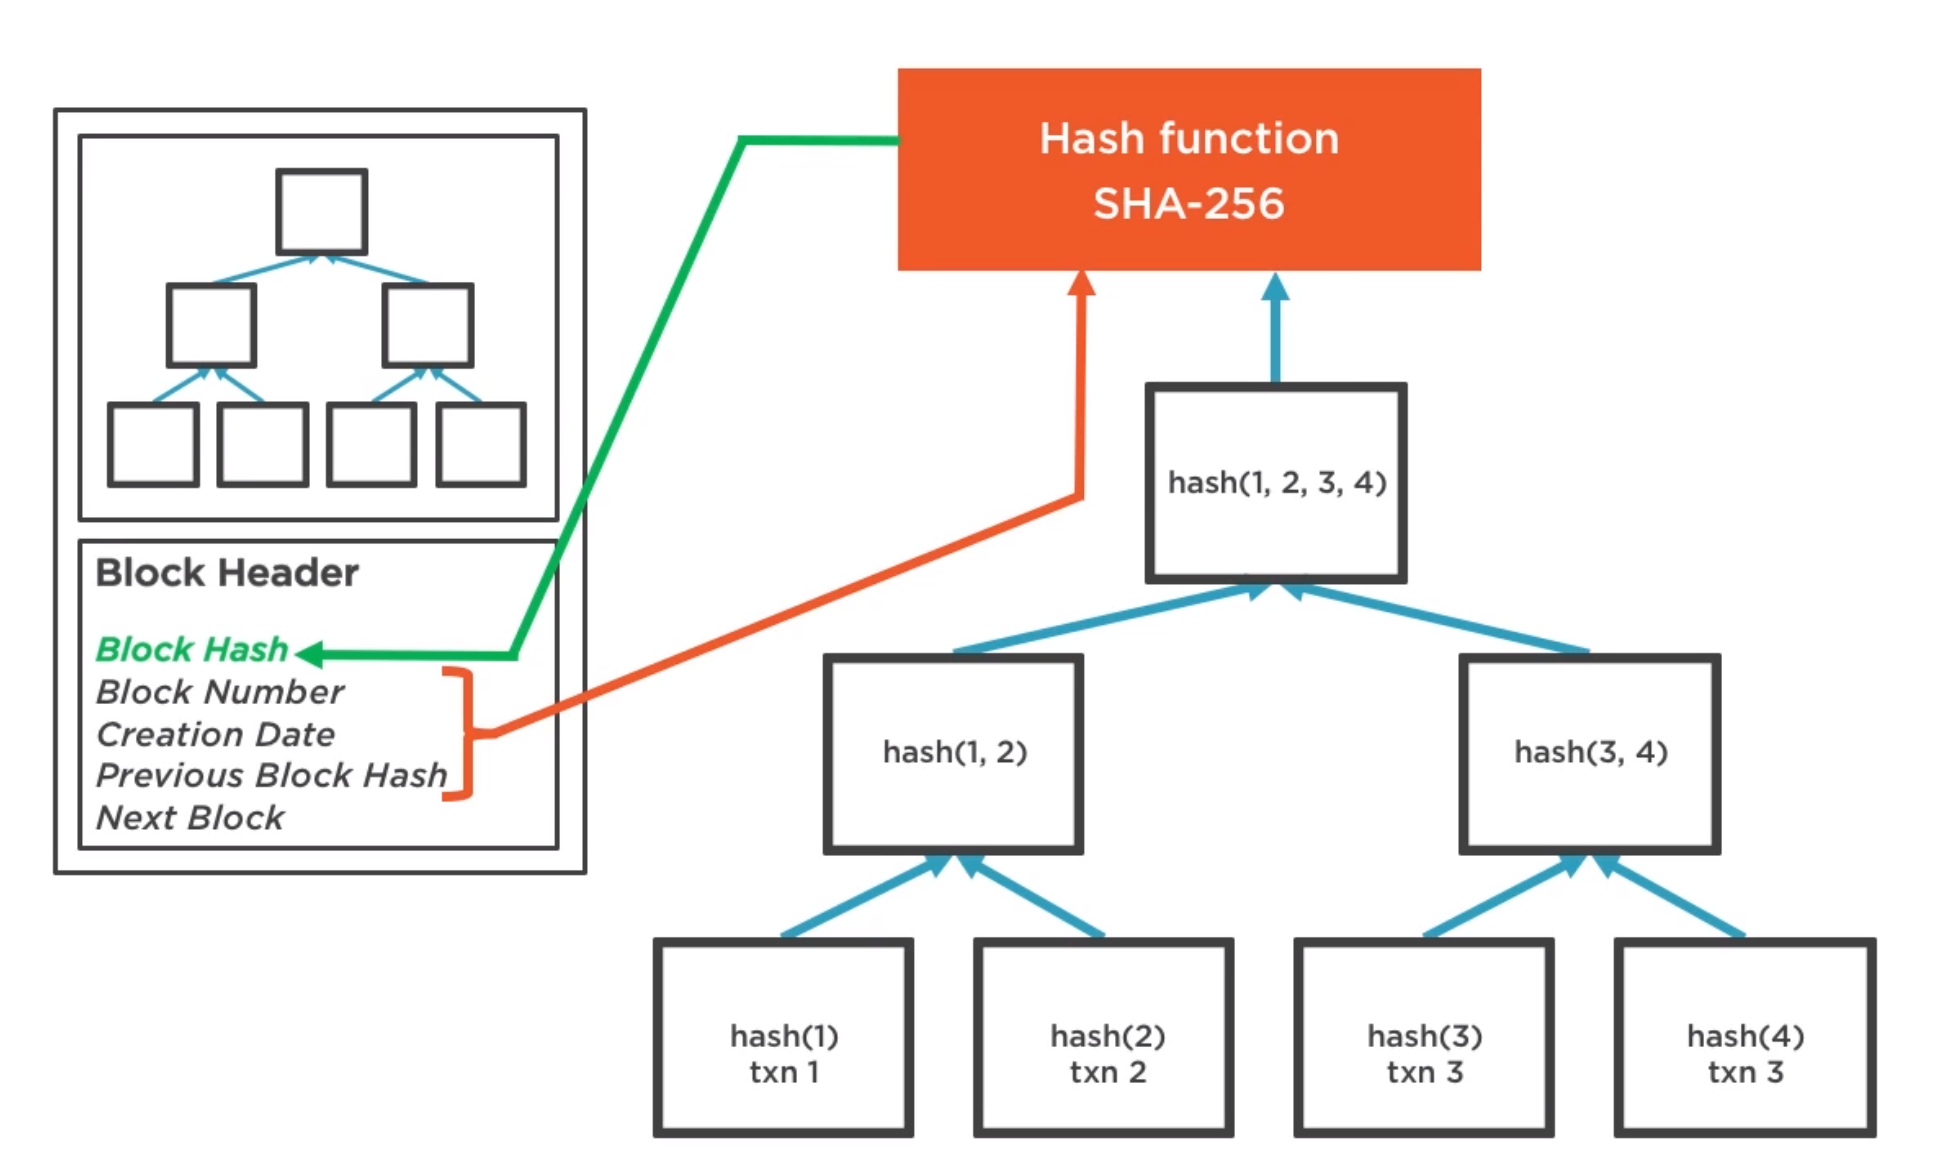 Hash function
SHA-256
Block Header
Block Hash
Block Number
Creation Date
Previous Block Hash
Next Block
hash(1, 2, 3, 4)
hash(1, 2)
hash(3, 4)
hash(1)
txn 1
hash(2)
txn 2
hash(3)
txn 3
hash(4)
txn 3